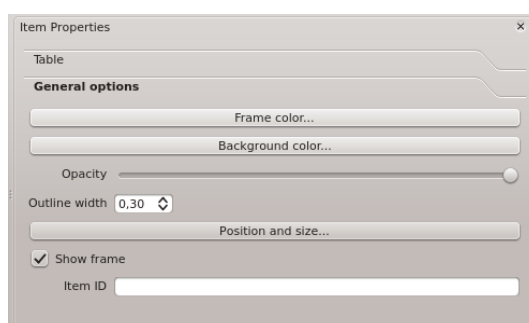 Item Properties
Table
General options
Frame color...
Background color...
Opacity
Outline width 0,30
Position and size...
Show frame
Item ID